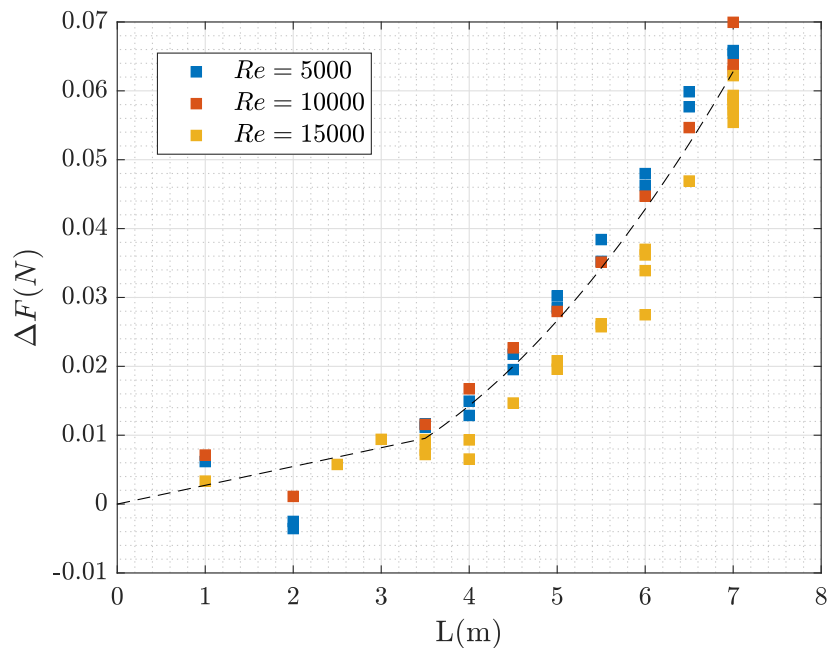 0.07
0.06
0.05
0.04
0.03
0.02
0.01
0
-0.01
ΔF(N)
Re = 5000
Re = 10000
Re = 15000
0 1 2 3 4 5 6 7 8
L(m)